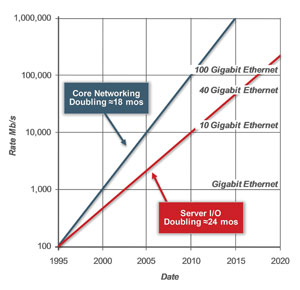 1,000,000
100,000
10,000
1,000
100
Rate Mb/s
Core Networking
Doubling ≈18 mos
Server I/O
Doubling ≈24 mos
100 Gigabit Ethernet
40 Gigabit Ethernet
10 Gigabit Ethernet
Gigabit Ethernet
1995 2000 2005 2010 2015 2020
Date